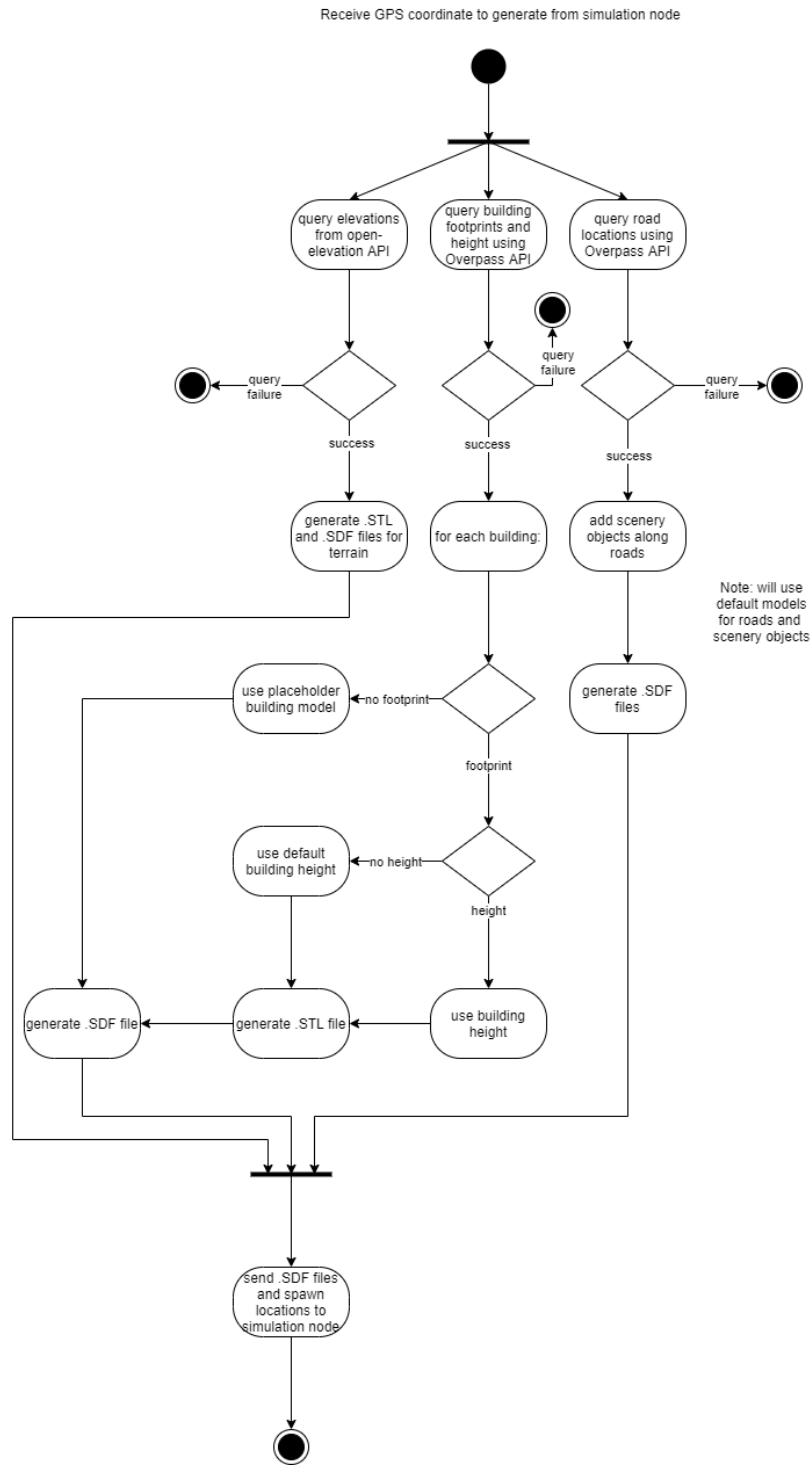 Receive GPS coordinate to generate from simulation node
query elevations
from open-
elevation API
query building
footprints and
height using
Overpass API
query road
locations using
Overpass API
query
failure
query
failure
query
failure
success
success
success
generate .STL
and .SDF files for
terrain
for each building:
add scenery
objects along
roads
Note: will use
default models
for roads and
scenery objects
use placeholder
building model
no footprint
generate .SDF
files
footprint
use default
building height
no height
height
generate .SDF file
generate .STL file
use building
height
send .SDF files
and spawn
locations to
simulation node